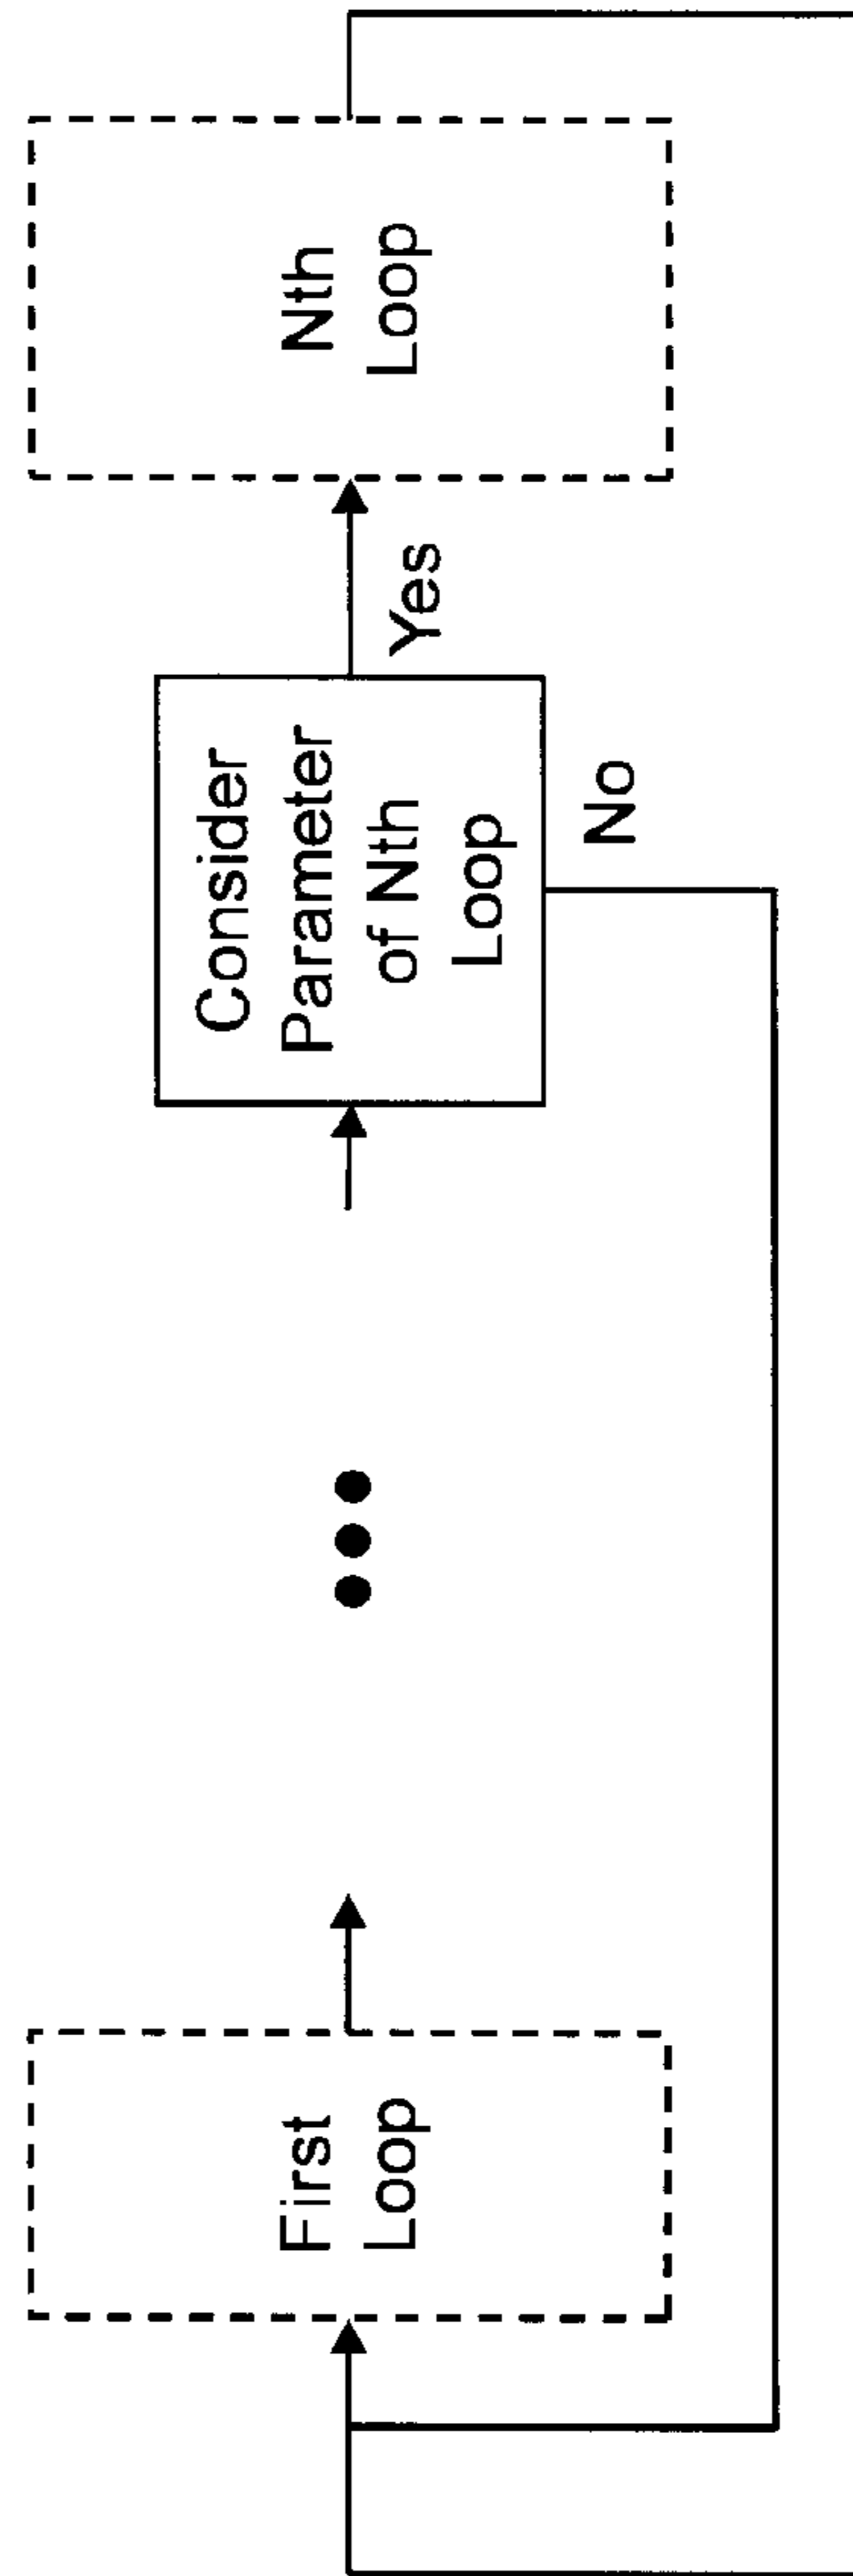 First
Loop
Consider
Parameter
of Nth
Loop
Yes
No
Nth
Loop